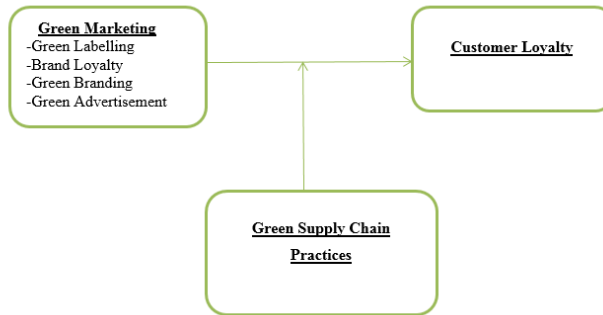 Green Marketing
-Green Labelling
-Brand Loyalty
-Green Branding
-Green Advertisement
Customer Loyalty
Green Supply Chain
Practices